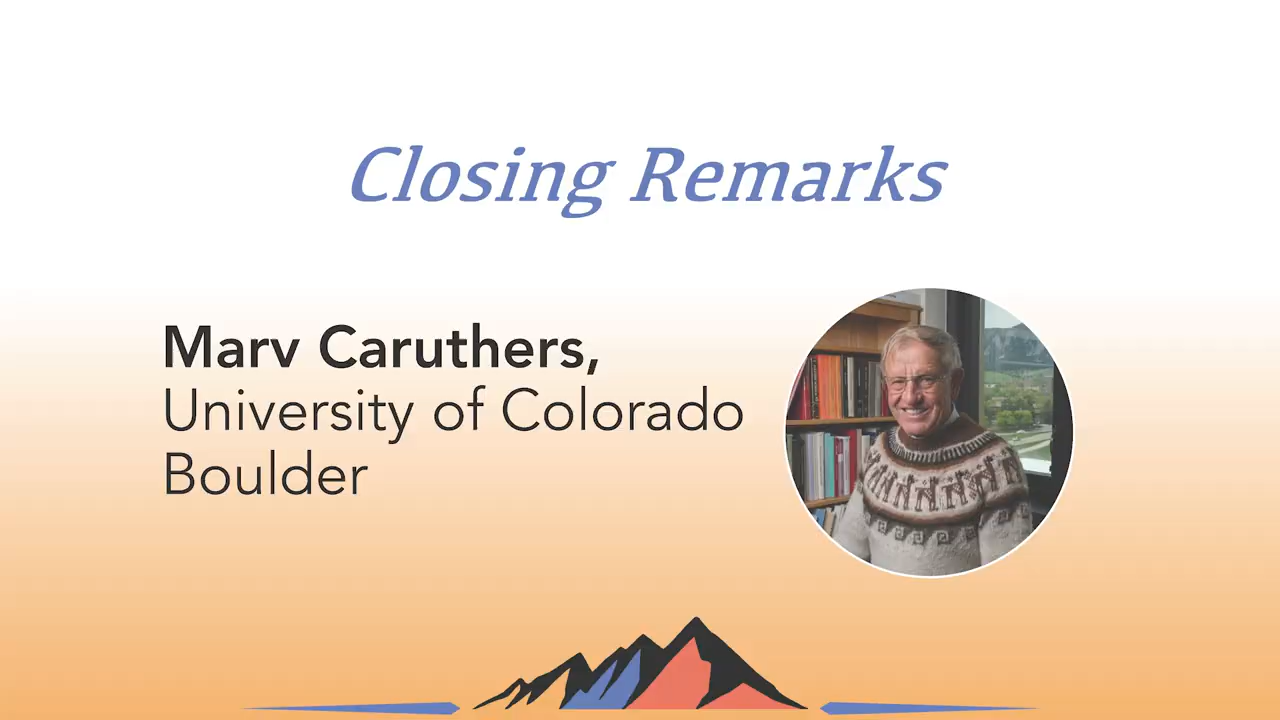 Closing Remarks
Marv Caruthers,
University of Colorado
Boulder